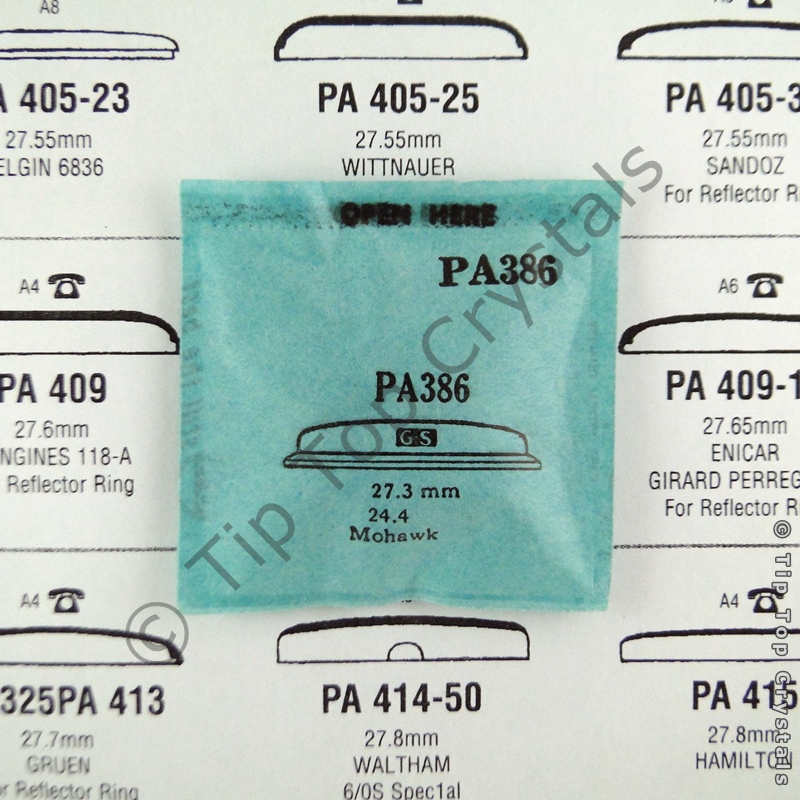 A8
A 405-23
27.55mm
ELGIN 6836
PA 405-25
27.55mm
WITTNAUER
PA 405-3
27.55mm
SANDOZ
For Reflector R
OPEN HERE
PA386
PA386
GS
27.3 mm
24.4
Mohawk
A4
PA 409
27.6mm
NGINES 118-A
Reflector Ring
A6
PA 409-1
27.65mm
ENICAR
GIRARD PERREG
For Reflector R
A4
325PA 413
27.7mm
GRUEN
or Reflector Ring
PA 414-50
27.8mm
WALTHAM
6/0S Spec1al
A4
PA 415
27.8mm
HAMILTO
© Tip Top Crystals
© Tip Top Crystals